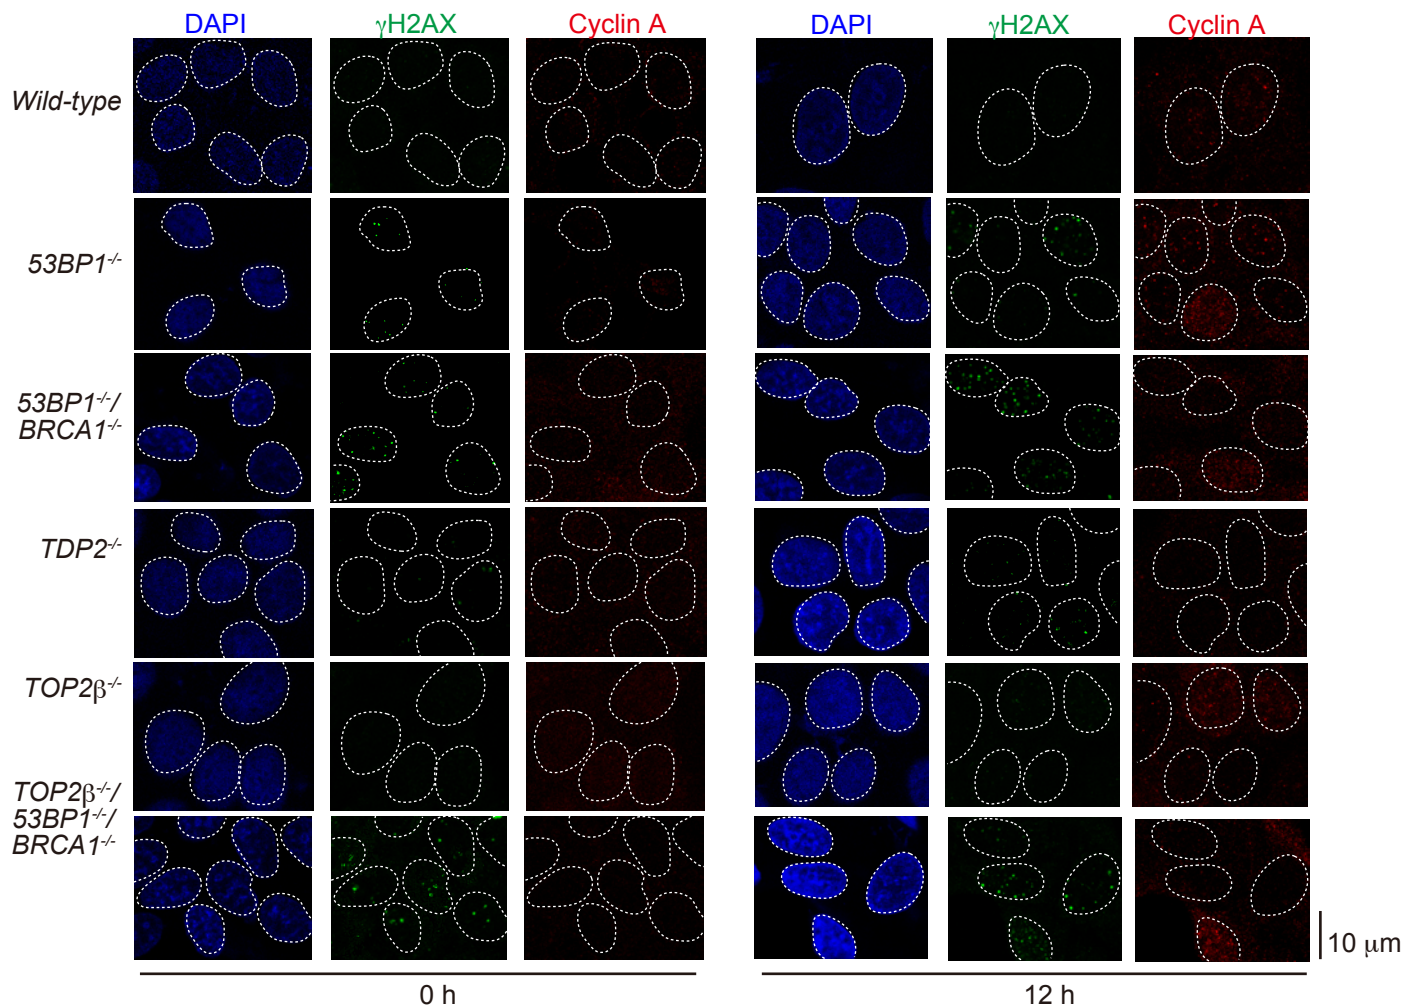 DAPI γH2AX Cyclin A DAPI γH2AX Cyclin A
Wild-type
53BP1-/-
53BP1-/-/
BRCA1-/-
TDP2-/-
TOP2β-/-
TOP2β-/-/
53BP1-/-/
BRCA1-/-
10 μm
0 h 12 h